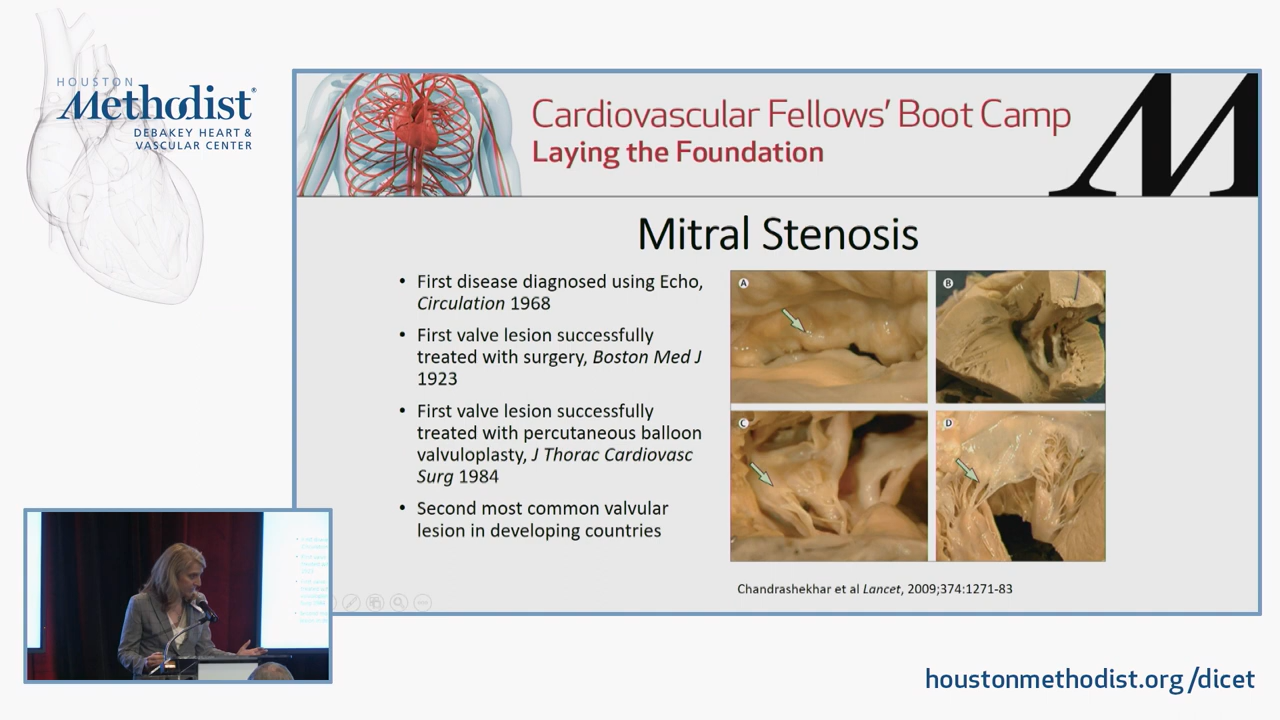 HOUSTON
Methodist®
DEBAKEY HEART &
VASCULAR CENTER
Cardiovascular Fellows' Boot Camp
Laying the Foundation
M
Mitral Stenosis
• First disease diagnosed using Echo,
Circulation 1968
• First valve lesion successfully
treated with surgery, Boston Med J
1923
• First valve lesion successfully
treated with percutaneous balloon
valvuloplasty, J Thorac Cardiovasc
Surg 1984
• Second most common valvular
lesion in developing countries
A
B
C
D
Chandrashekhar et al Lancet, 2009;374:1271-83
houstonmethodist.org/dicet